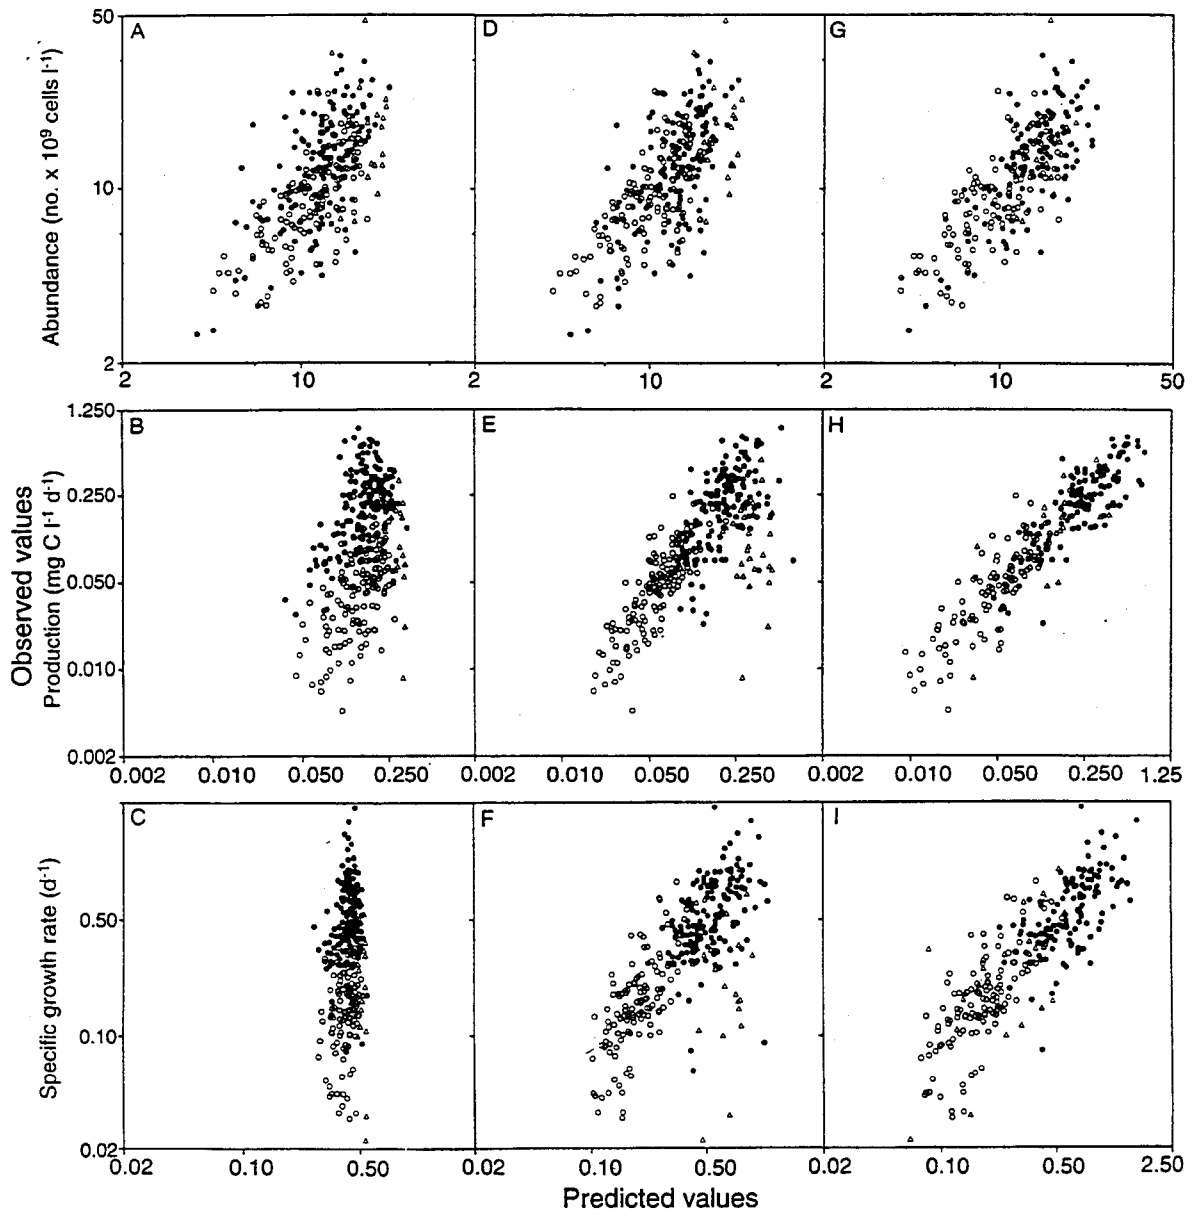 50
A
D
G
Abundance (no. x 10⁹ cells l⁻¹)
10
2
2
10
2
10
2
10
50
1.250
B
E
H
Observed values
Production (mg C l⁻¹ d⁻¹)
0.250
0.050
0.010
0.002
0.002
0.010
0.050
0.250
0.002
0.010
0.050
0.250
0.002
0.010
0.050
0.250
1.25
C
F
I
Specific growth rate (d⁻¹)
0.50
0.10
0.02
0.02
0.10
0.50
0.02
0.10
0.50
0.02
0.10
0.50
2.50
Predicted values